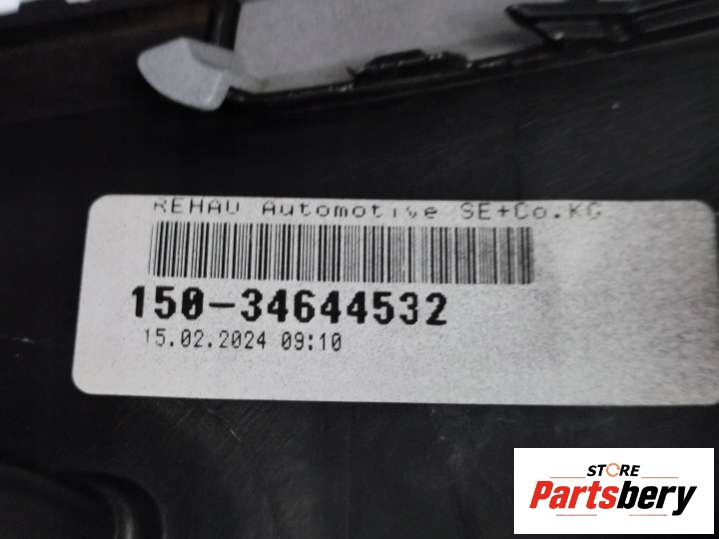 REHAU Automotive SE+Co.KG
150-34644532
15.02.2024 09:10
STORE
Partsbery